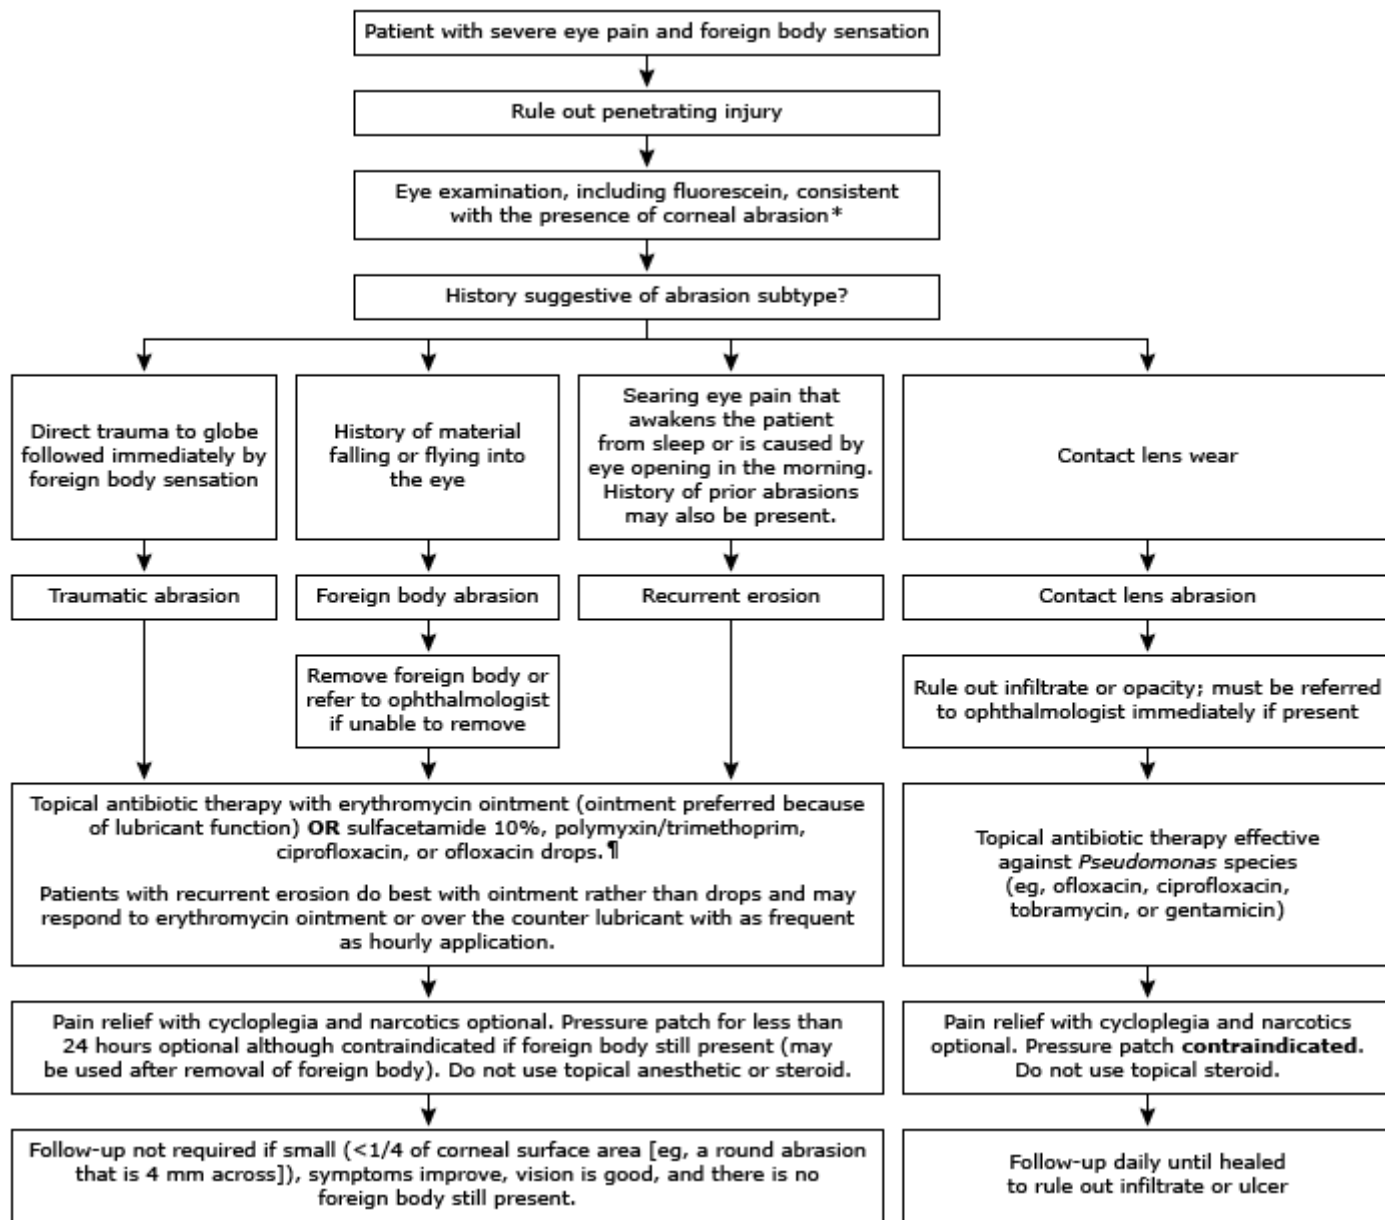 Patient with severe eye pain and foreign body sensation
Rule out penetrating injury
Eye examination, including fluorescein, consistent
with the presence of corneal abrasion*
History suggestive of abrasion subtype?
Direct trauma to globe
followed immediately by
foreign body sensation
History of material
falling or flying into
the eye
Searing eye pain that
awakens the patient
from sleep or is caused by
eye opening in the morning.
History of prior abrasions
may also be present.
Contact lens wear
Traumatic abrasion
Foreign body abrasion
Recurrent erosion
Contact lens abrasion
Remove foreign body or
refer to ophthalmologist
if unable to remove
Rule out infiltrate or opacity; must be referred
to ophthalmologist immediately if present
Topical antibiotic therapy with erythromycin ointment (ointment preferred because
of lubricant function) OR sulfacetamide 10%, polymyxin/trimethoprim,
ciprofloxacin, or ofloxacin drops.¶
Patients with recurrent erosion do best with ointment rather than drops and may
respond to erythromycin ointment or over the counter lubricant with as frequent
as hourly application.
Topical antibiotic therapy effective
against Pseudomonas species
(eg, ofloxacin, ciprofloxacin,
tobramycin, or gentamicin)
Pain relief with cycloplegia and narcotics optional. Pressure patch for less than
24 hours optional although contraindicated if foreign body still present (may
be used after removal of foreign body). Do not use topical anesthetic or steroid.
Pain relief with cycloplegia and narcotics
optional. Pressure patch contraindicated.
Do not use topical steroid.
Follow-up not required if small (<1/4 of corneal surface area [eg, a round abrasion
that is 4 mm across]), symptoms improve, vision is good, and there is no
foreign body still present.
Follow-up daily until healed
to rule out infiltrate or ulcer